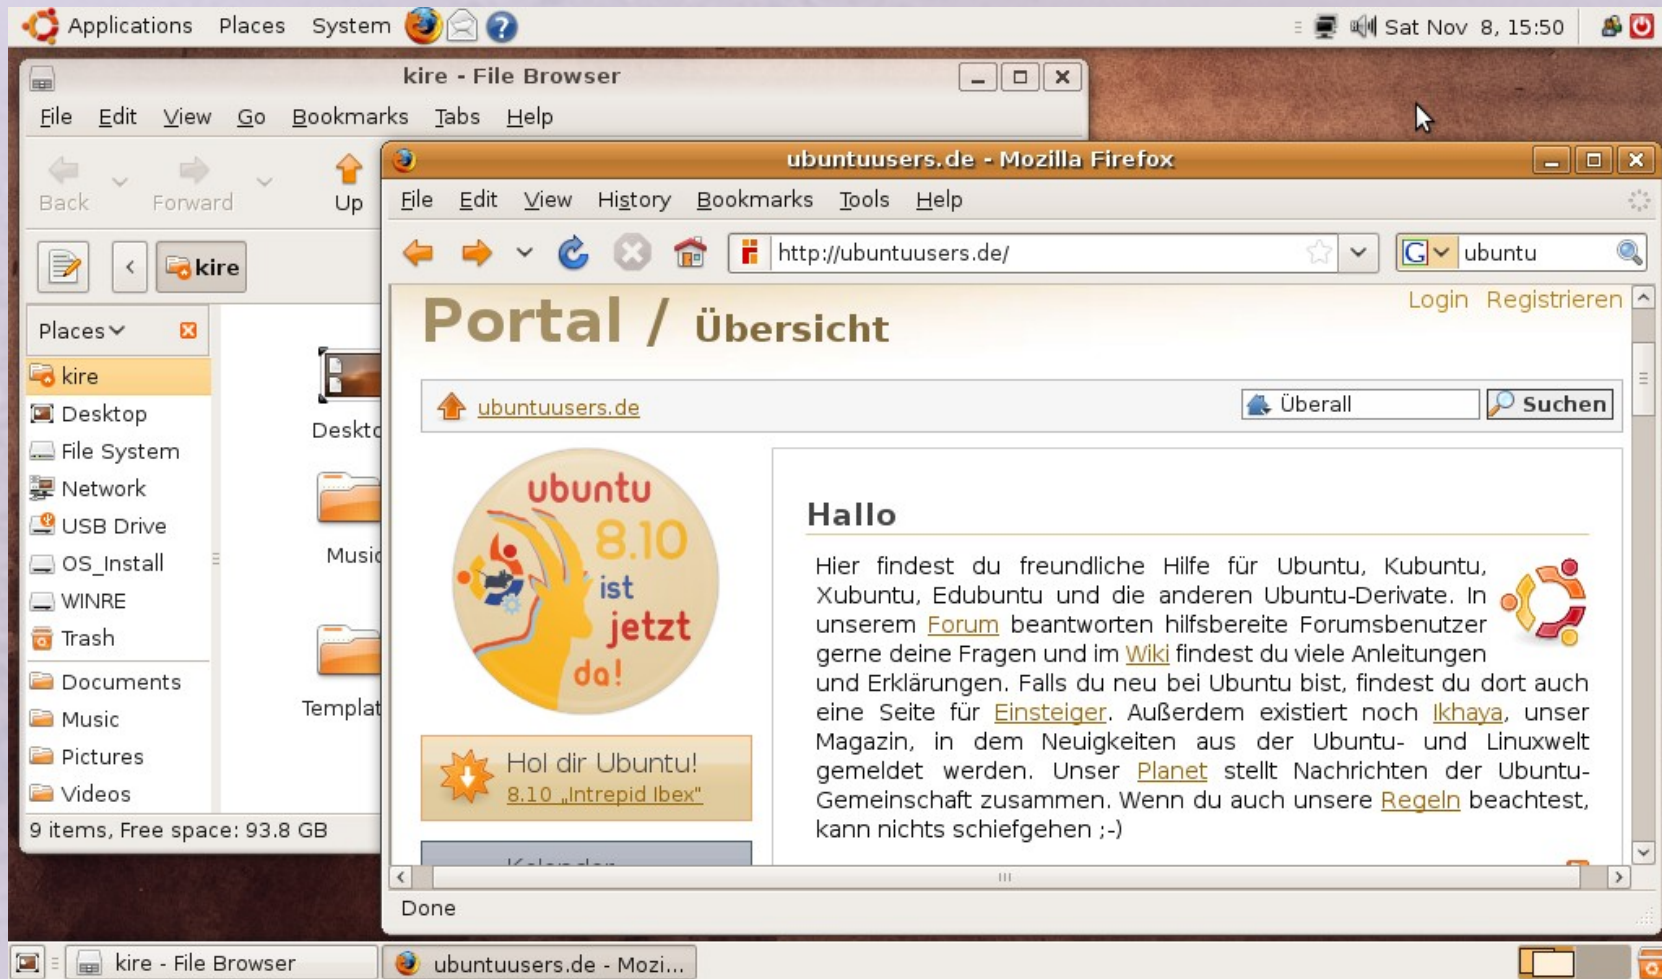 Applications Places System
Sat Nov 8, 15:50
kire - File Browser
File Edit View Go Bookmarks Tabs Help
Back Forward Up
kire
Places
kire
Desktop
File System
Network
USB Drive
OS_Install
WINRE
Trash
Documents
Music
Pictures
Videos
Deskto
Music
Templat
9 items, Free space: 93.8 GB
ubuntuusers.de - Mozilla Firefox
File Edit View History Bookmarks Tools Help
http://ubuntuusers.de/
G ubuntu
Login Registrieren
Portal / Übersicht
ubuntuusers.de
Überall Suchen
ubuntu
8.10
ist
jetzt
da!
Hol dir Ubuntu!
8.10 „Intrepid Ibex"
Kalender
Hallo
Hier findest du freundliche Hilfe für Ubuntu, Kubuntu,
Xubuntu, Edubuntu und die anderen Ubuntu-Derivate. In
unserem Forum beantworten hilfsbereite Forumsbenutzer
gerne deine Fragen und im Wiki findest du viele Anleitungen
und Erklärungen. Falls du neu bei Ubuntu bist, findest du dort auch
eine Seite für Einsteiger. Außerdem existiert noch Ikhaya, unser
Magazin, in dem Neuigkeiten aus der Ubuntu- und Linuxwelt
gemeldet werden. Unser Planet stellt Nachrichten der Ubuntu-
Gemeinschaft zusammen. Wenn du auch unsere Regeln beachtest,
kann nichts schiefgehen ;-)
Done
kire - File Browser
ubuntuusers.de - Mozi...